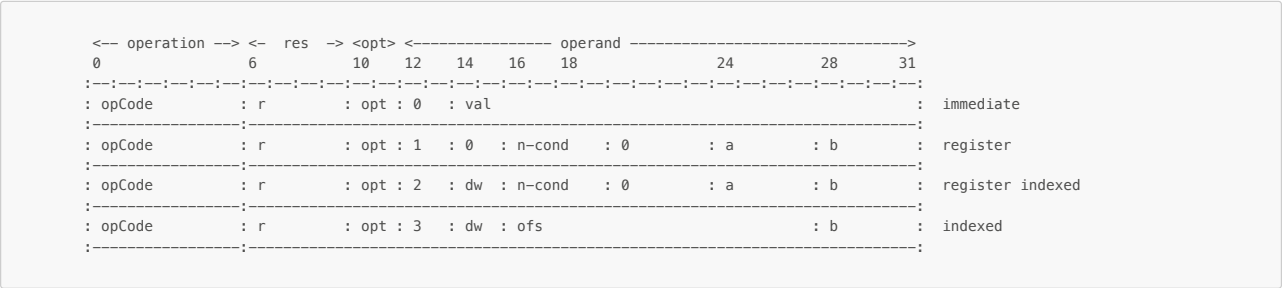 <-- operation --> <-  res  -> <opt> <---------------- operand -------------------------------->
0                 6           10   12    14    16    18                24          28      31
:--:--:--:--:--:--:--:--:--:--:--:--:--:--:--:--:--:--:--:--:--:--:--:--:--:--:--:--:--:--:--:--:
: opCode          : r         : opt : 0   : val                                                 :  immediate
:-----------------:-----------------------------------------------------------------------------:
: opCode          : r         : opt : 1   : 0   : n-cond    : 0         : a         : b         :  register
:-----------------:-----------------------------------------------------------------------------:
: opCode          : r         : opt : 2   : dw  : n-cond    : 0         : a         : b         :  register indexed
:-----------------:-----------------------------------------------------------------------------:
: opCode          : r         : opt : 3   : dw  : ofs                               : b         :  indexed
:-----------------:-----------------------------------------------------------------------------: